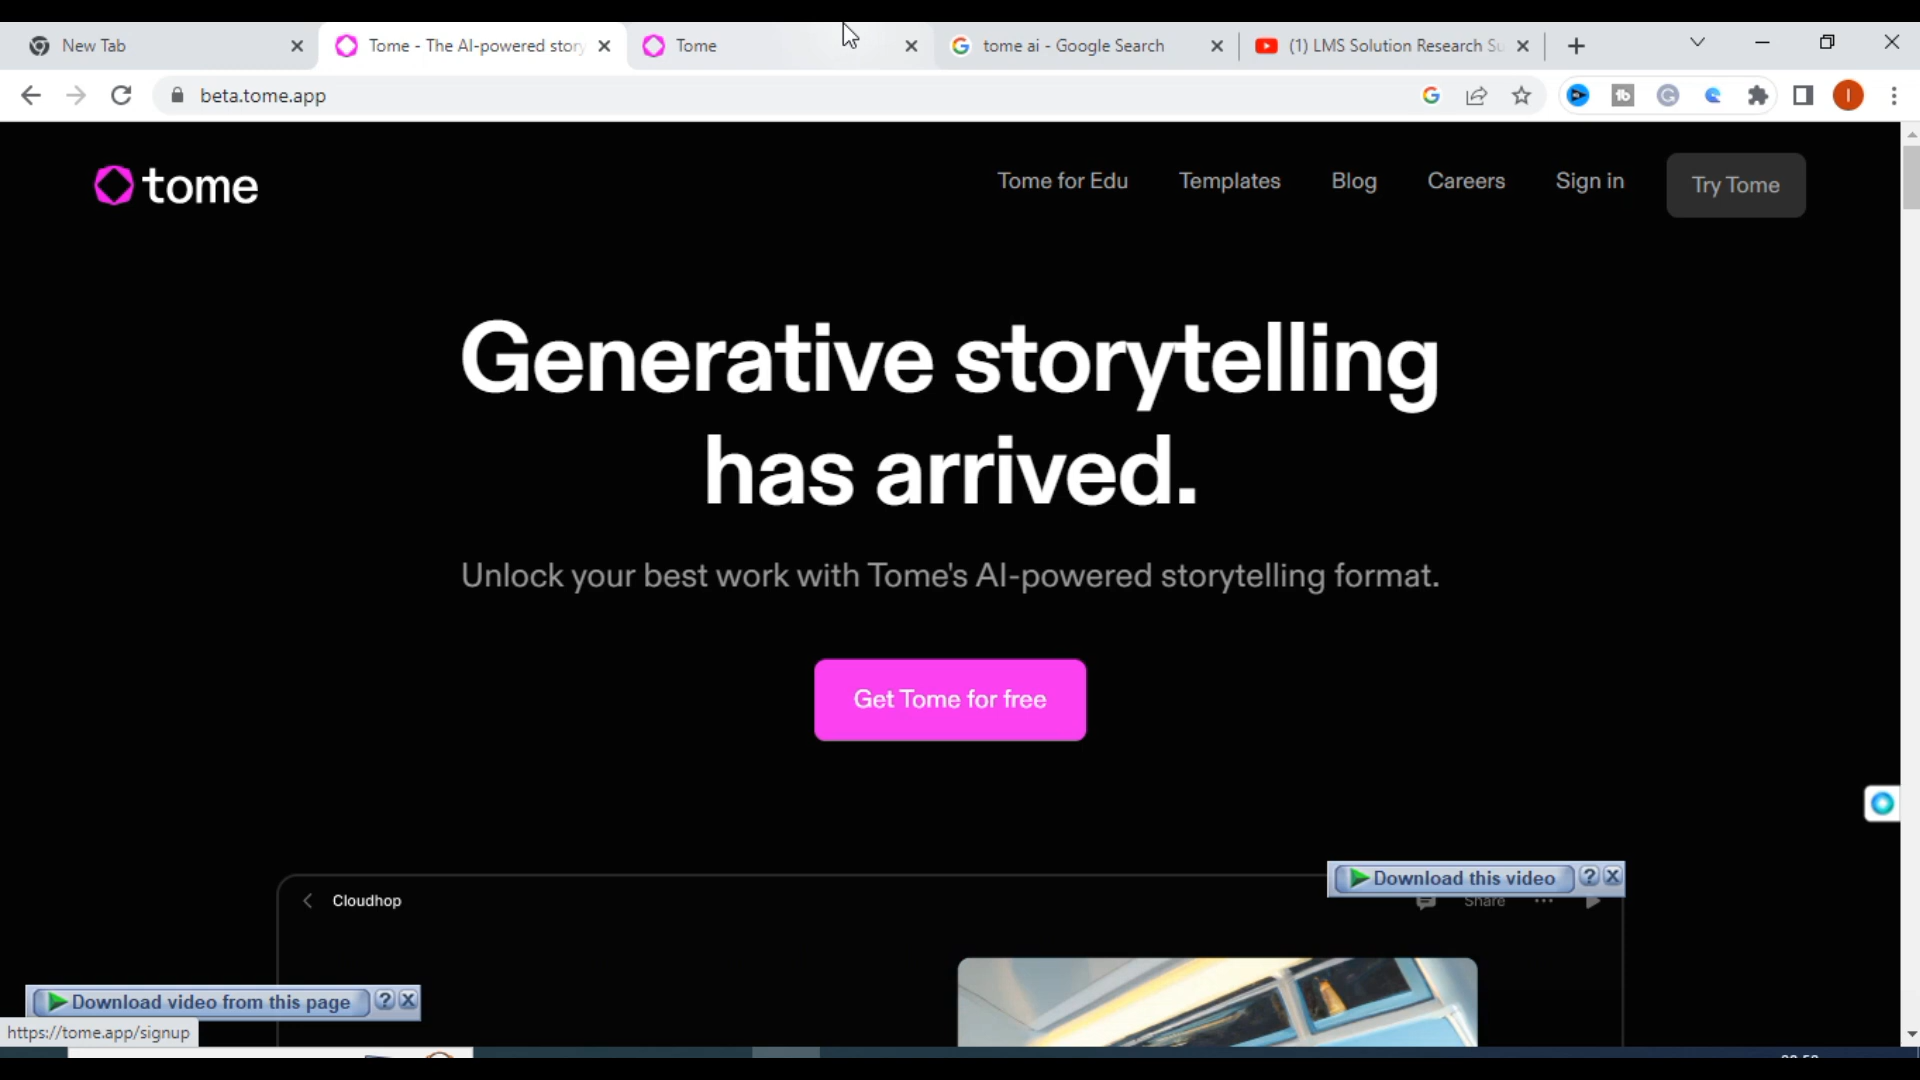 New Tab
Tome - The AI-powered story
Tome
tome ai - Google Search
(1) LMS Solution Research Su
beta.tome.app
tome
Tome for Edu
Templates
Blog
Careers
Sign in
Try Tome
Generative storytelling
has arrived.
Unlock your best work with Tome's AI-powered storytelling format.
Get Tome for free
Download this video
Cloudhop
Share
Download video from this page
https://tome.app/signup